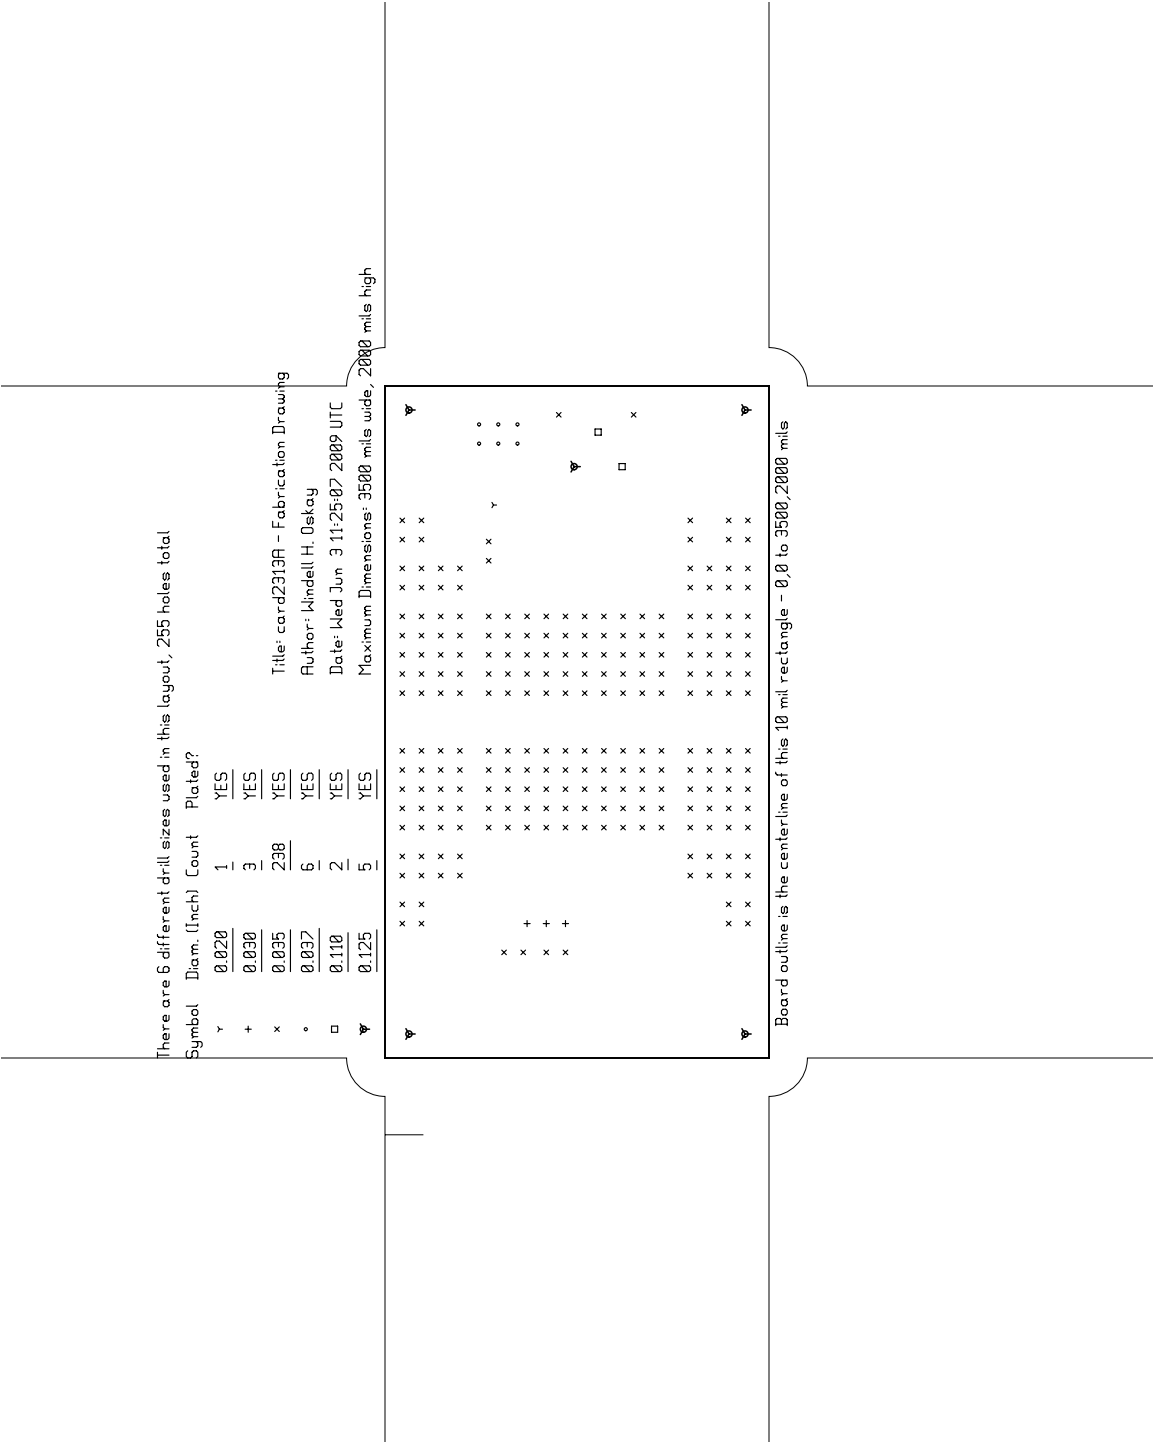 There are 6 different drill sizes used in this layout, 255 holes total
Symbol Diam. (Inch) Count Plated?
0.020 1 YES
0.030 3 YES
0.035 238 YES
0.037 6 YES
0.110 2 YES
0.125 5 YES
Title: card2313A - Fabrication Drawing
Author: Windell H. Oskay
Date: Wed Jun 3 11:25:07 2009 UTC
Maximum Dimensions: 3500 mils wide, 2000 mils high
Board outline is the centerline of this 10 mil rectangle - 0,0 to 3500,2000 mils